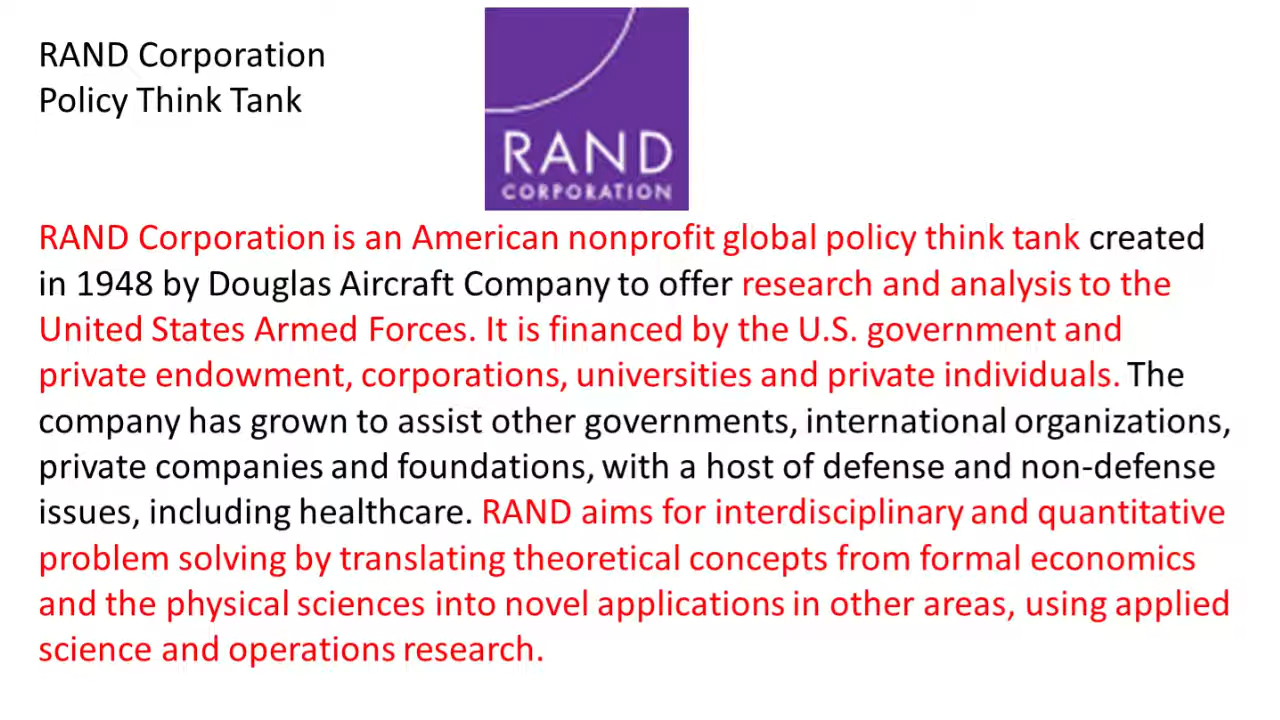 RAND Corporation
Policy Think Tank
RAND
CORPORATION
RAND Corporation is an American nonprofit global policy think tank created
in 1948 by Douglas Aircraft Company to offer research and analysis to the
United States Armed Forces. It is financed by the U.S. government and
private endowment, corporations, universities and private individuals. The
company has grown to assist other governments, international organizations,
private companies and foundations, with a host of defense and non-defense
issues, including healthcare. RAND aims for interdisciplinary and quantitative
problem solving by translating theoretical concepts from formal economics
and the physical sciences into novel applications in other areas, using applied
science and operations research.